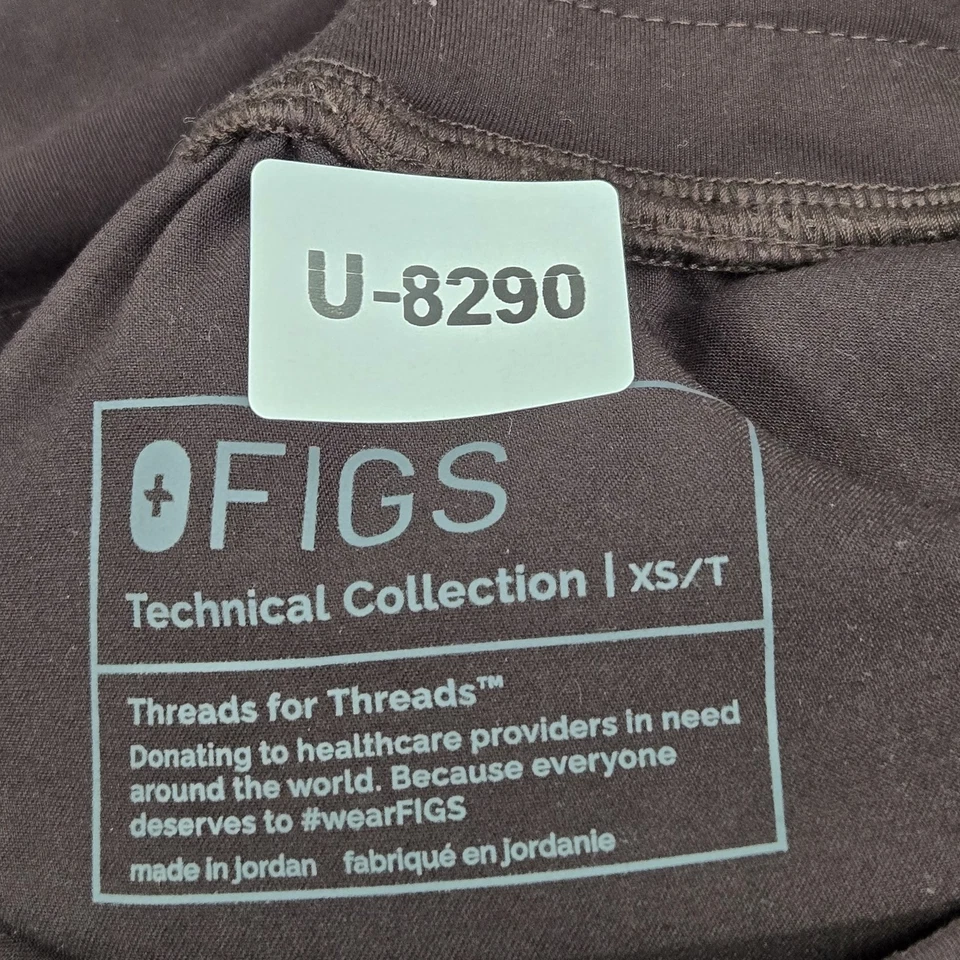 U-8290
FIGS
Technical Collection | XS/T
Threads for Threads™
Donating to healthcare providers in need
around the world. Because everyone
deserves to #wearFIGS
made in jordan fabriqué en jordanie